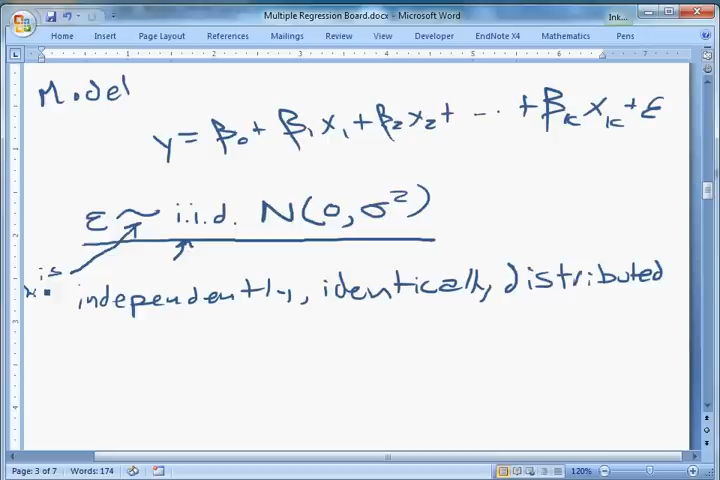 Multiple Regression Board.docx - Microsoft Word
Ink...
Home Insert Page Layout References Mailings Review View Developer EndNote X4 Mathematics Pens
Model
y = β₀ + β₁x₁ + β₂x₂ + ... + βₖxₖ + ε
ε ~ i.i.d. N(0, σ²)
is
independently, identically, distributed
Page: 3 of 7 Words: 174 120%